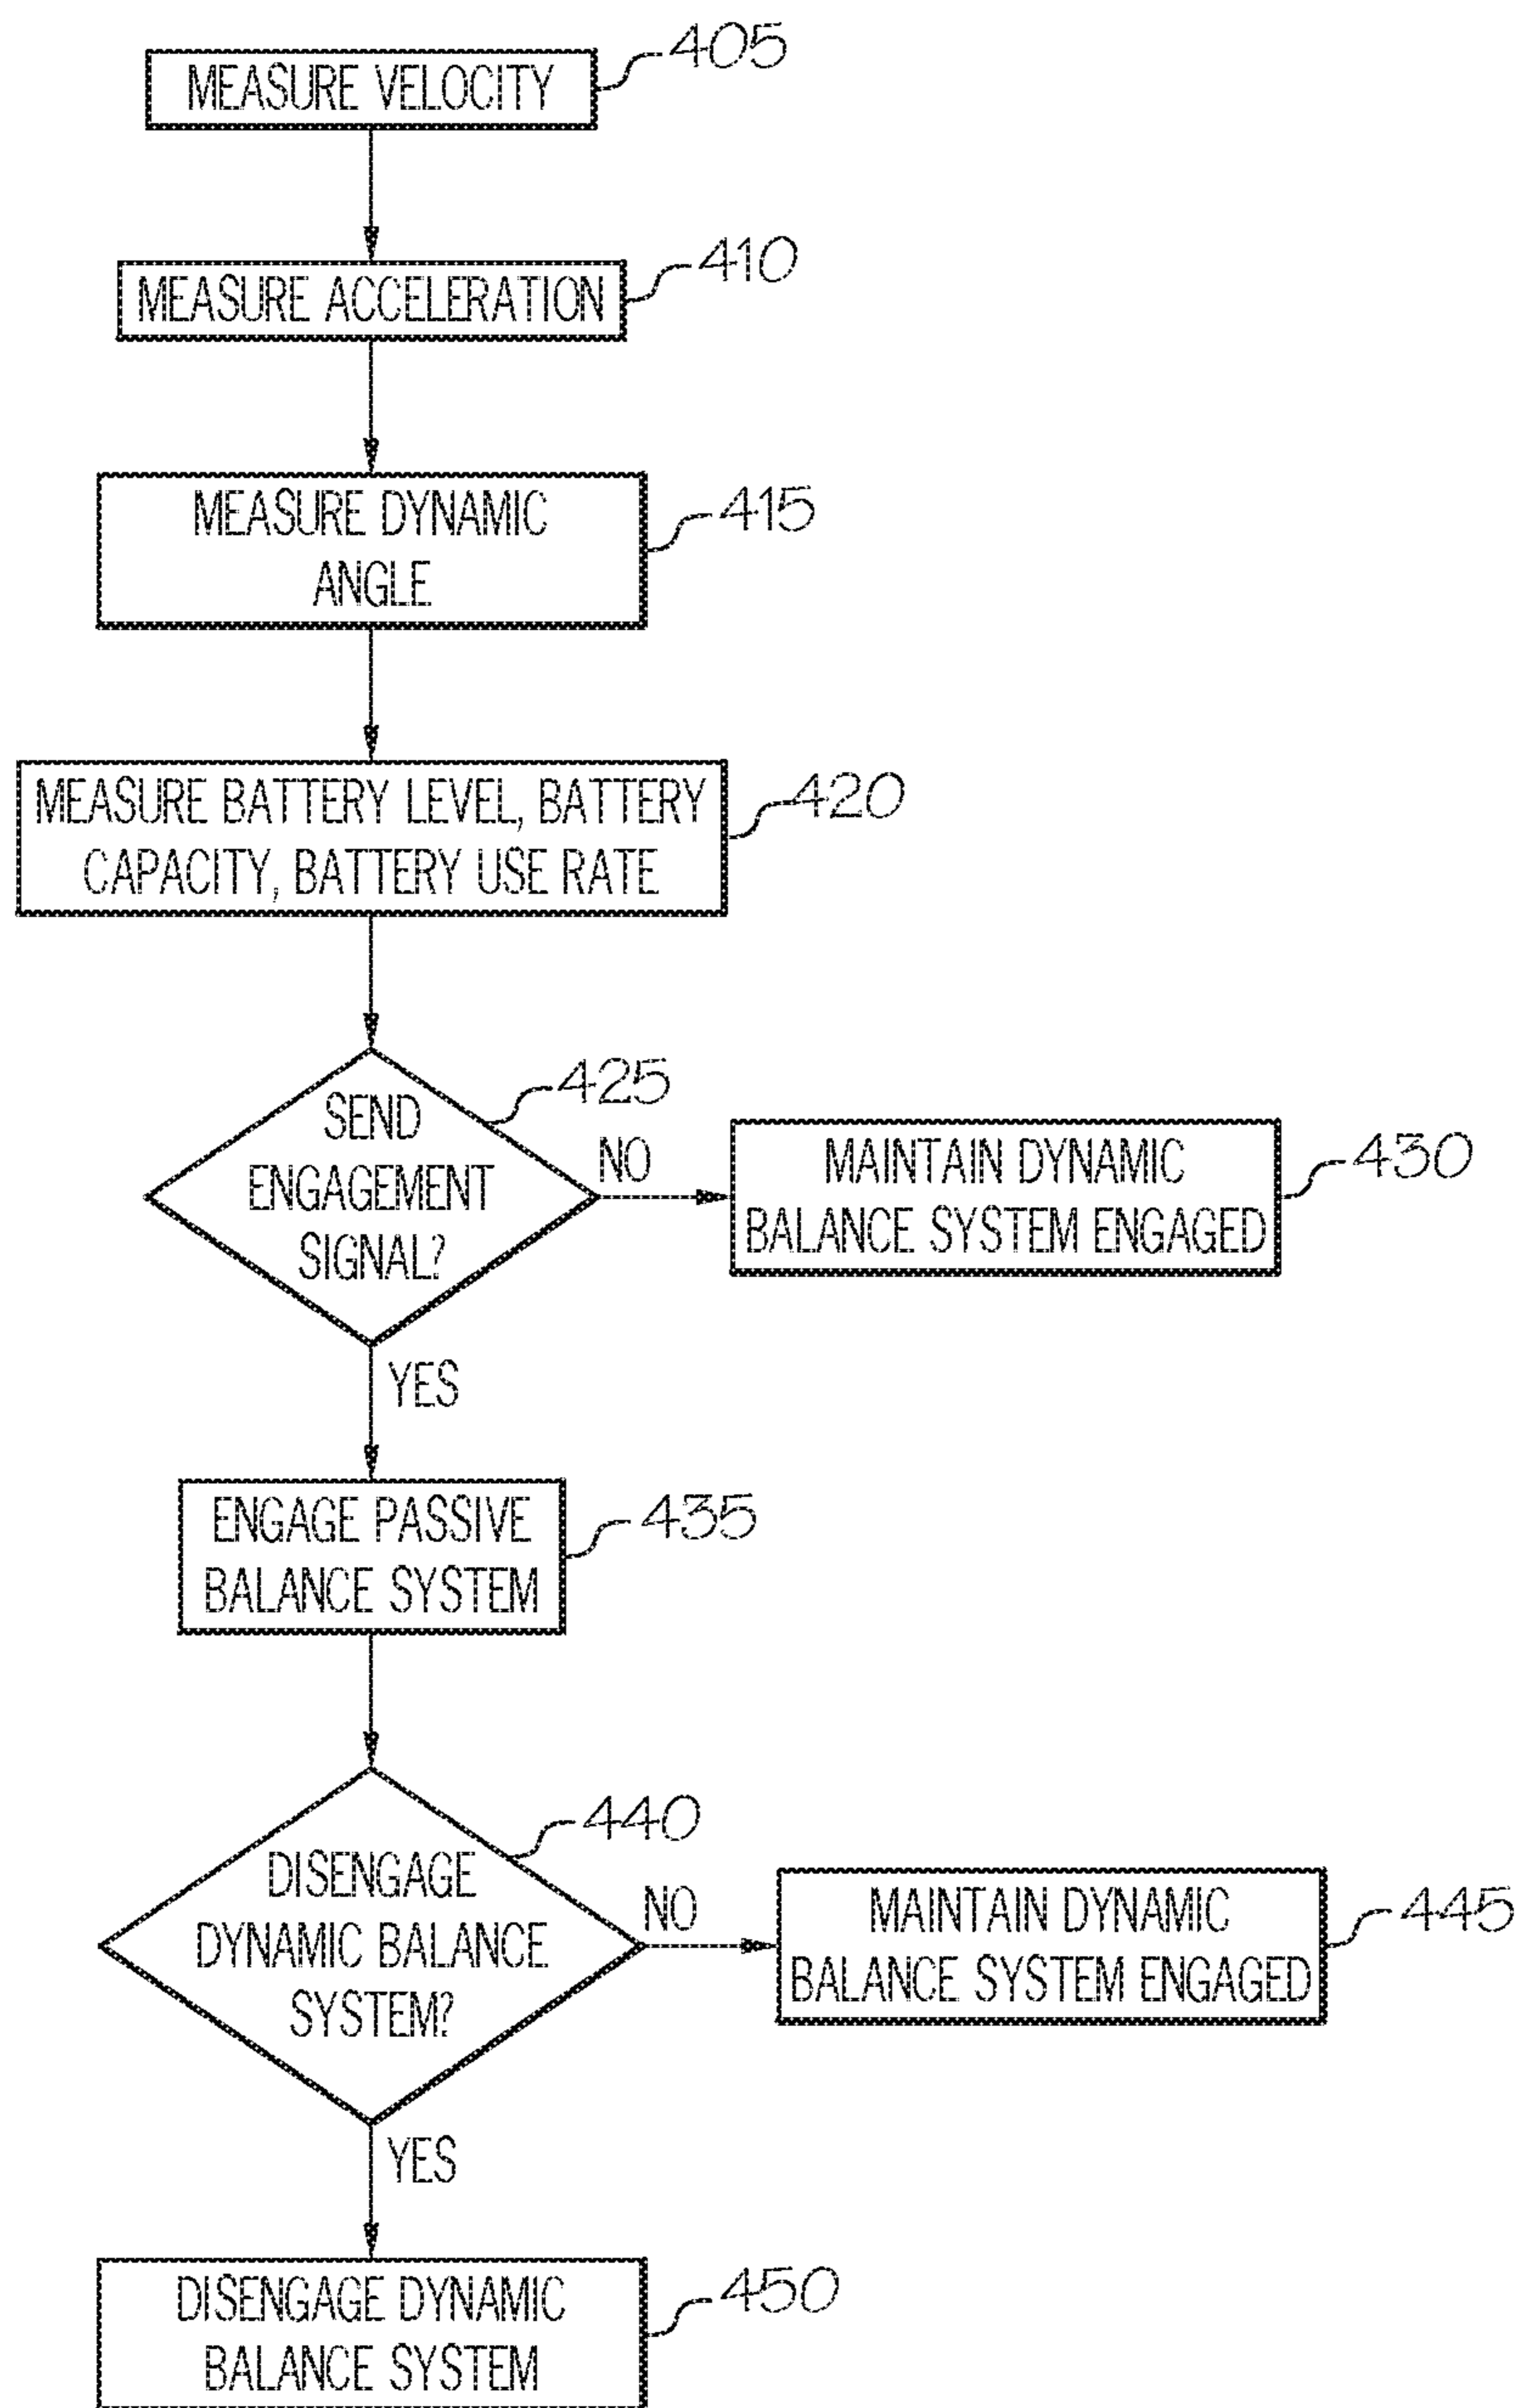 MEASURE VELOCITY
405
MEASURE ACCELERATION
410
MEASURE DYNAMIC
ANGLE
415
MEASURE BATTERY LEVEL, BATTERY
CAPACITY, BATTERY USE RATE
420
SEND
ENGAGEMENT
SIGNAL?
425
NO
MAINTAIN DYNAMIC
BALANCE SYSTEM ENGAGED
430
YES
ENGAGE PASSIVE
BALANCE SYSTEM
435
DISENGAGE
DYNAMIC BALANCE
SYSTEM?
440
NO
MAINTAIN DYNAMIC
BALANCE SYSTEM ENGAGED
445
YES
DISENGAGE DYNAMIC
BALANCE SYSTEM
450